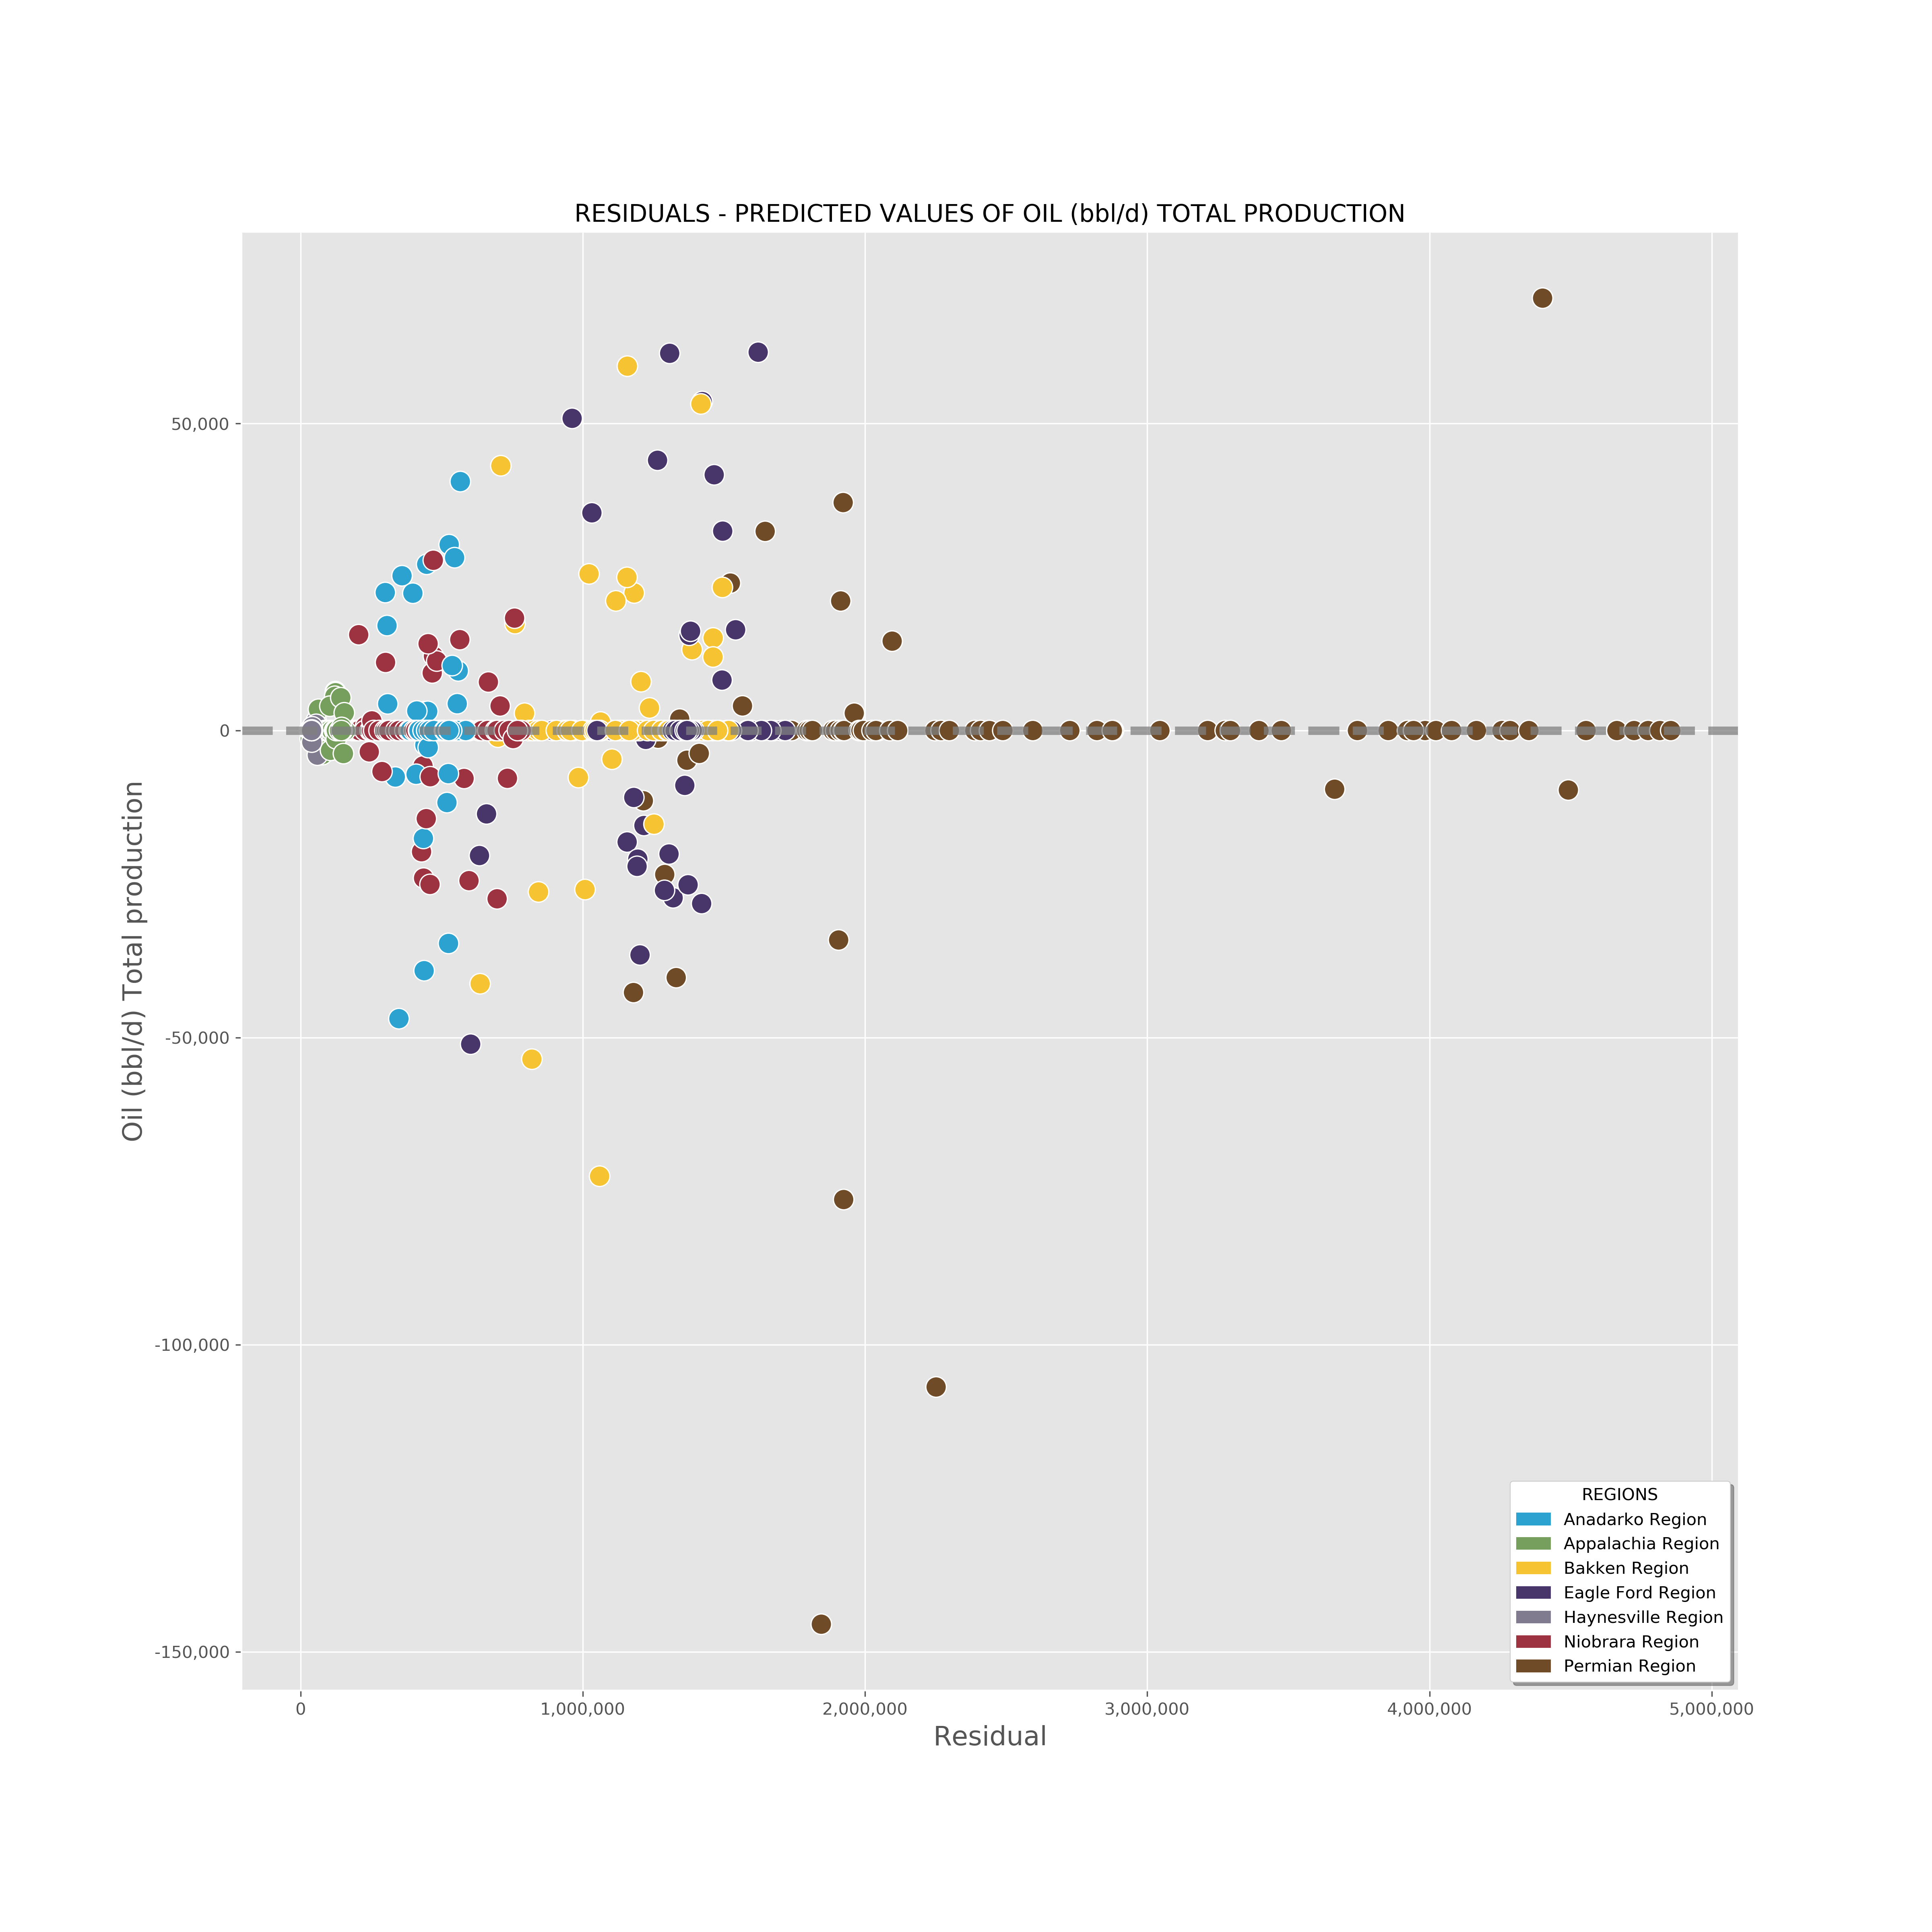 RESIDUALS - PREDICTED VALUES OF OIL (bbl/d) TOTAL PRODUCTION
50,000
0
-50,000
-100,000
-150,000
Oil (bbl/d) Total production
REGIONS
Anadarko Region
Appalachia Region
Bakken Region
Eagle Ford Region
Haynesville Region
Niobrara Region
Permian Region
0 1,000,000 2,000,000 3,000,000 4,000,000 5,000,000
Residual